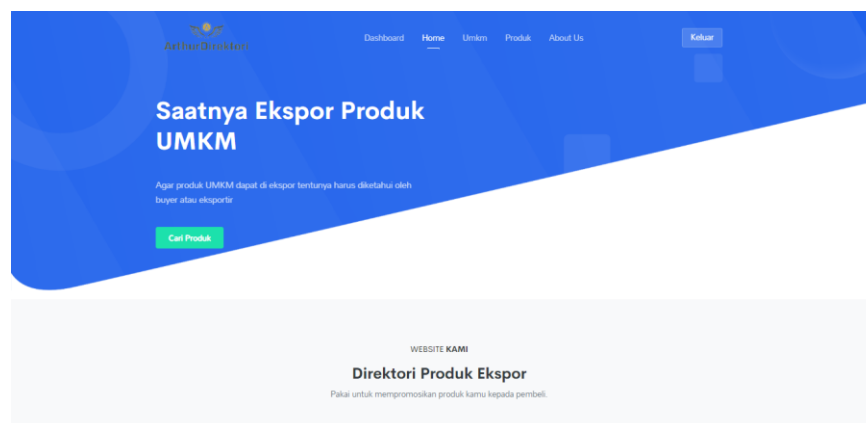 Dashboard Home Umkm Produk About Us Keluar
Saatnya Ekspor Produk
UMKM
Agar produk UMKM dapat di ekspor tentunya harus diketahui oleh
buyer atau eksportir
Cari Produk
WEBSITE KAMI
Direktori Produk Ekspor
Pakai untuk mempromosikan produk kamu kepada pembeli.